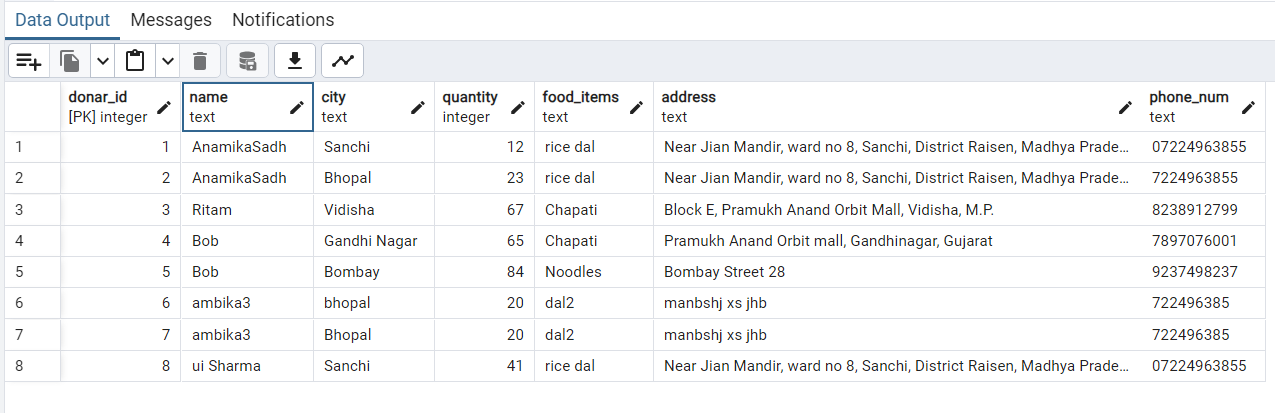 Data Output Messages Notifications
donar_id name city quantity food_items address phone_num
[PK] integer text text integer text text text
1 1 AnamikaSadh Sanchi 12 rice dal Near Jian Mandir, ward no 8, Sanchi, District Raisen, Madhya Prade... 07224963855
2 2 AnamikaSadh Bhopal 23 rice dal Near Jian Mandir, ward no 8, Sanchi, District Raisen, Madhya Prade... 7224963855
3 3 Ritam Vidisha 67 Chapati Block E, Pramukh Anand Orbit Mall, Vidisha, M.P. 8238912799
4 4 Bob Gandhi Nagar 65 Chapati Pramukh Anand Orbit mall, Gandhinagar, Gujarat 7897076001
5 5 Bob Bombay 84 Noodles Bombay Street 28 9237498237
6 6 ambika3 bhopal 20 dal2 manbshj xs jhb 722496385
7 7 ambika3 Bhopal 20 dal2 manbshj xs jhb 722496385
8 8 ui Sharma Sanchi 41 rice dal Near Jian Mandir, ward no 8, Sanchi, District Raisen, Madhya Prade... 07224963855